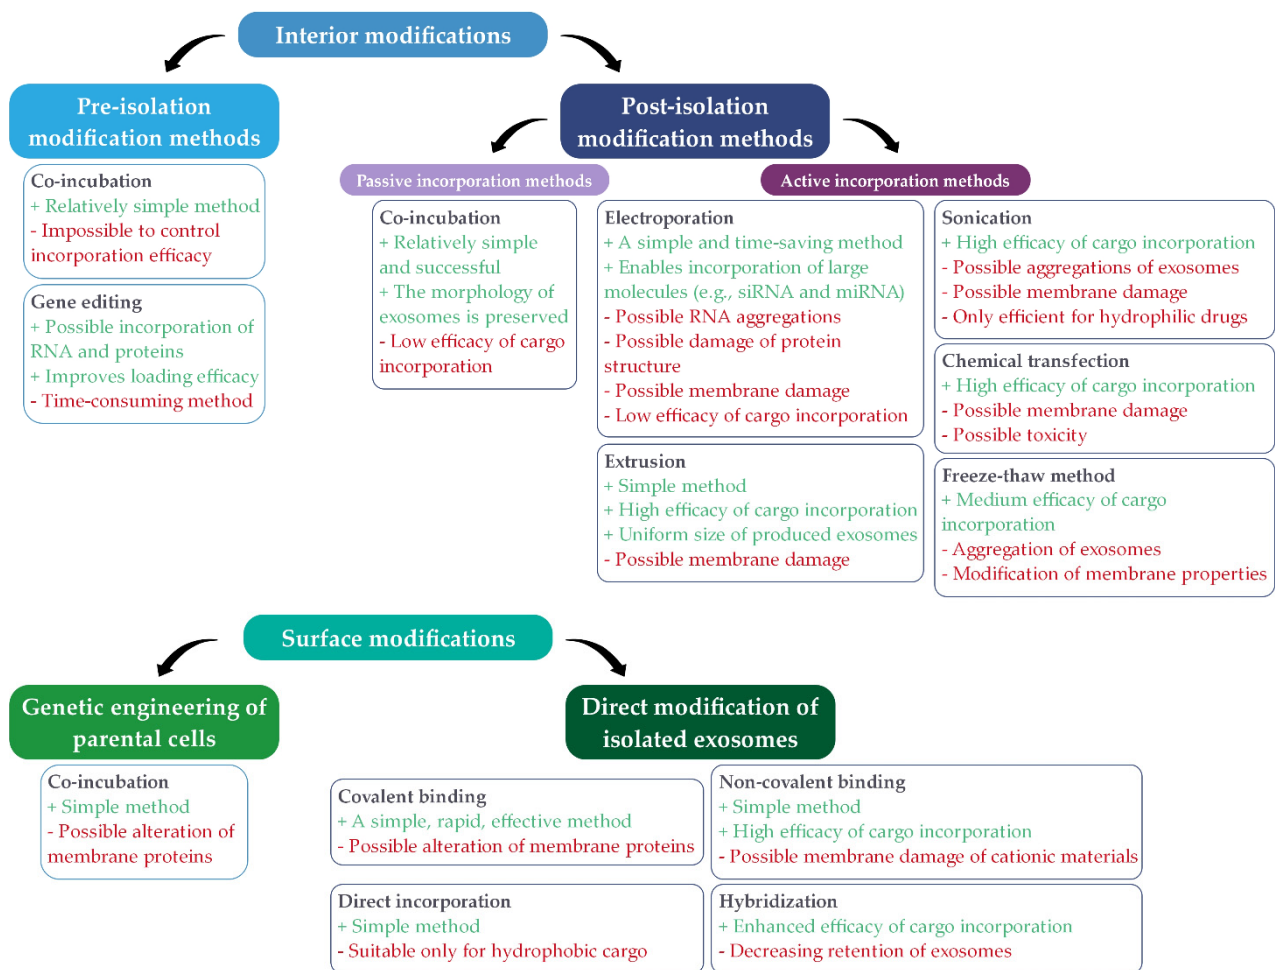 Interior modifications
Pre-isolation
modification methods
Co-incubation
+ Relatively simple method
- Impossible to control
incorporation efficacy
Gene editing
+ Possible incorporation of
RNA and proteins
+ Improves loading efficacy
- Time-consuming method
Post-isolation
modification methods
Passive incorporation methods
Co-incubation
+ Relatively simple
and successful
+ The morphology of
exosomes is preserved
- Low efficacy of cargo
incorporation
Active incorporation methods
Electroporation
+ A simple and time-saving method
+ Enables incorporation of large
molecules (e.g., siRNA and miRNA)
- Possible RNA aggregations
- Possible damage of protein
structure
- Possible membrane damage
- Low efficacy of cargo incorporation
Extrusion
+ Simple method
+ High efficacy of cargo incorporation
+ Uniform size of produced exosomes
- Possible membrane damage
Sonication
+ High efficacy of cargo incorporation
- Possible aggregations of exosomes
- Possible membrane damage
- Only efficient for hydrophilic drugs
Chemical transfection
+ High efficacy of cargo incorporation
- Possible membrane damage
- Possible toxicity
Freeze-thaw method
+ Medium efficacy of cargo
incorporation
- Aggregation of exosomes
- Modification of membrane properties
Surface modifications
Genetic engineering of
parental cells
Co-incubation
+ Simple method
- Possible alteration of
membrane proteins
Direct modification of
isolated exosomes
Covalent binding
+ A simple, rapid, effective method
- Possible alteration of membrane proteins
Non-covalent binding
+ Simple method
+ High efficacy of cargo incorporation
- Possible membrane damage of cationic materials
Direct incorporation
+ Simple method
- Suitable only for hydrophobic cargo
Hybridization
+ Enhanced efficacy of cargo incorporation
- Decreasing retention of exosomes